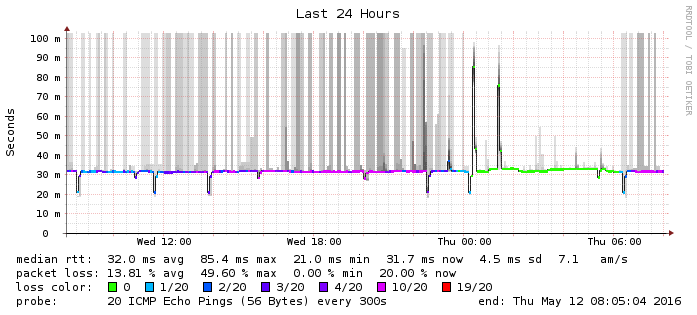 Last 24 Hours
RRDTOOL / TOBI OETIKER
Seconds
100 m
90 m
80 m
70 m
60 m
50 m
40 m
30 m
20 m
10 m
0
Wed 12:00 Wed 18:00 Thu 00:00 Thu 06:00
median rtt: 32.0 ms avg 85.4 ms max 21.0 ms min 31.7 ms now 4.5 ms sd 7.1 am/s
packet loss: 13.81 % avg 49.60 % max 0.00 % min 20.00 % now
loss color: 0 1/20 2/20 3/20 4/20 10/20 19/20
probe: 20 ICMP Echo Pings (56 Bytes) every 300s end: Thu May 12 08:05:04 2016